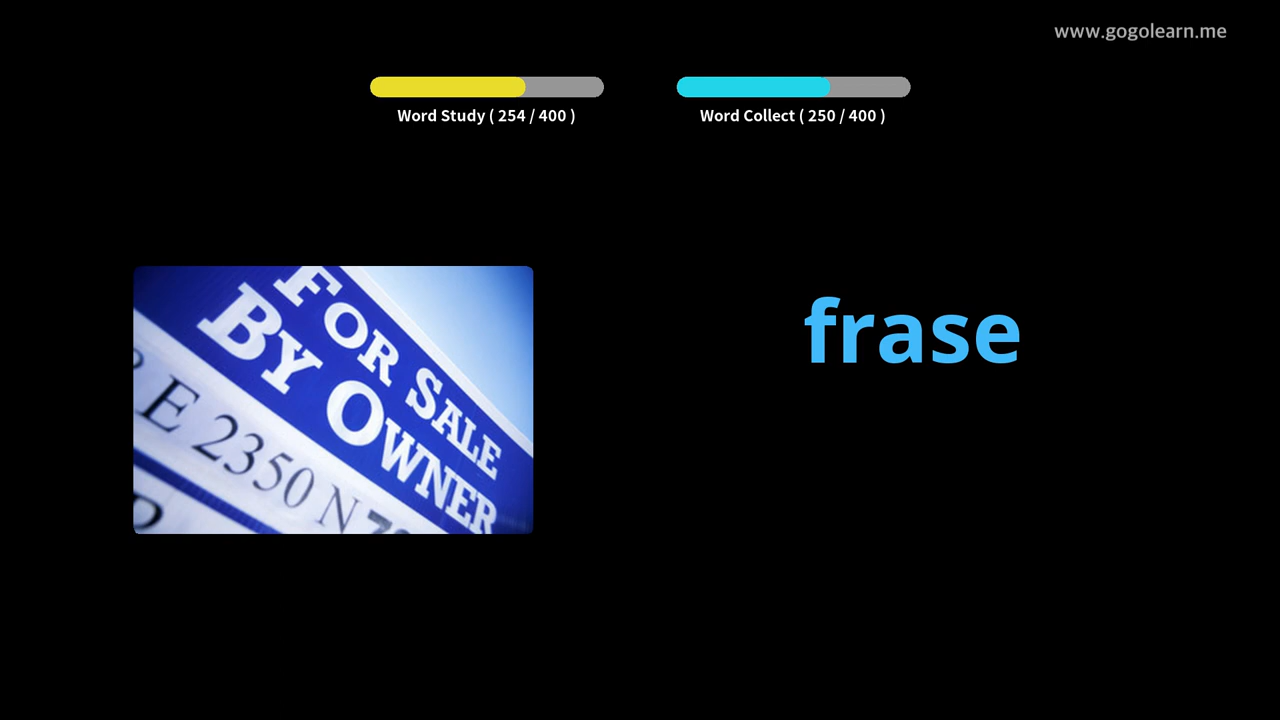 www.gogolearn.me
Word Study ( 254 / 400 )
Word Collect ( 250 / 400 )
FOR SALE
BY OWNER
E 2350 N
frase